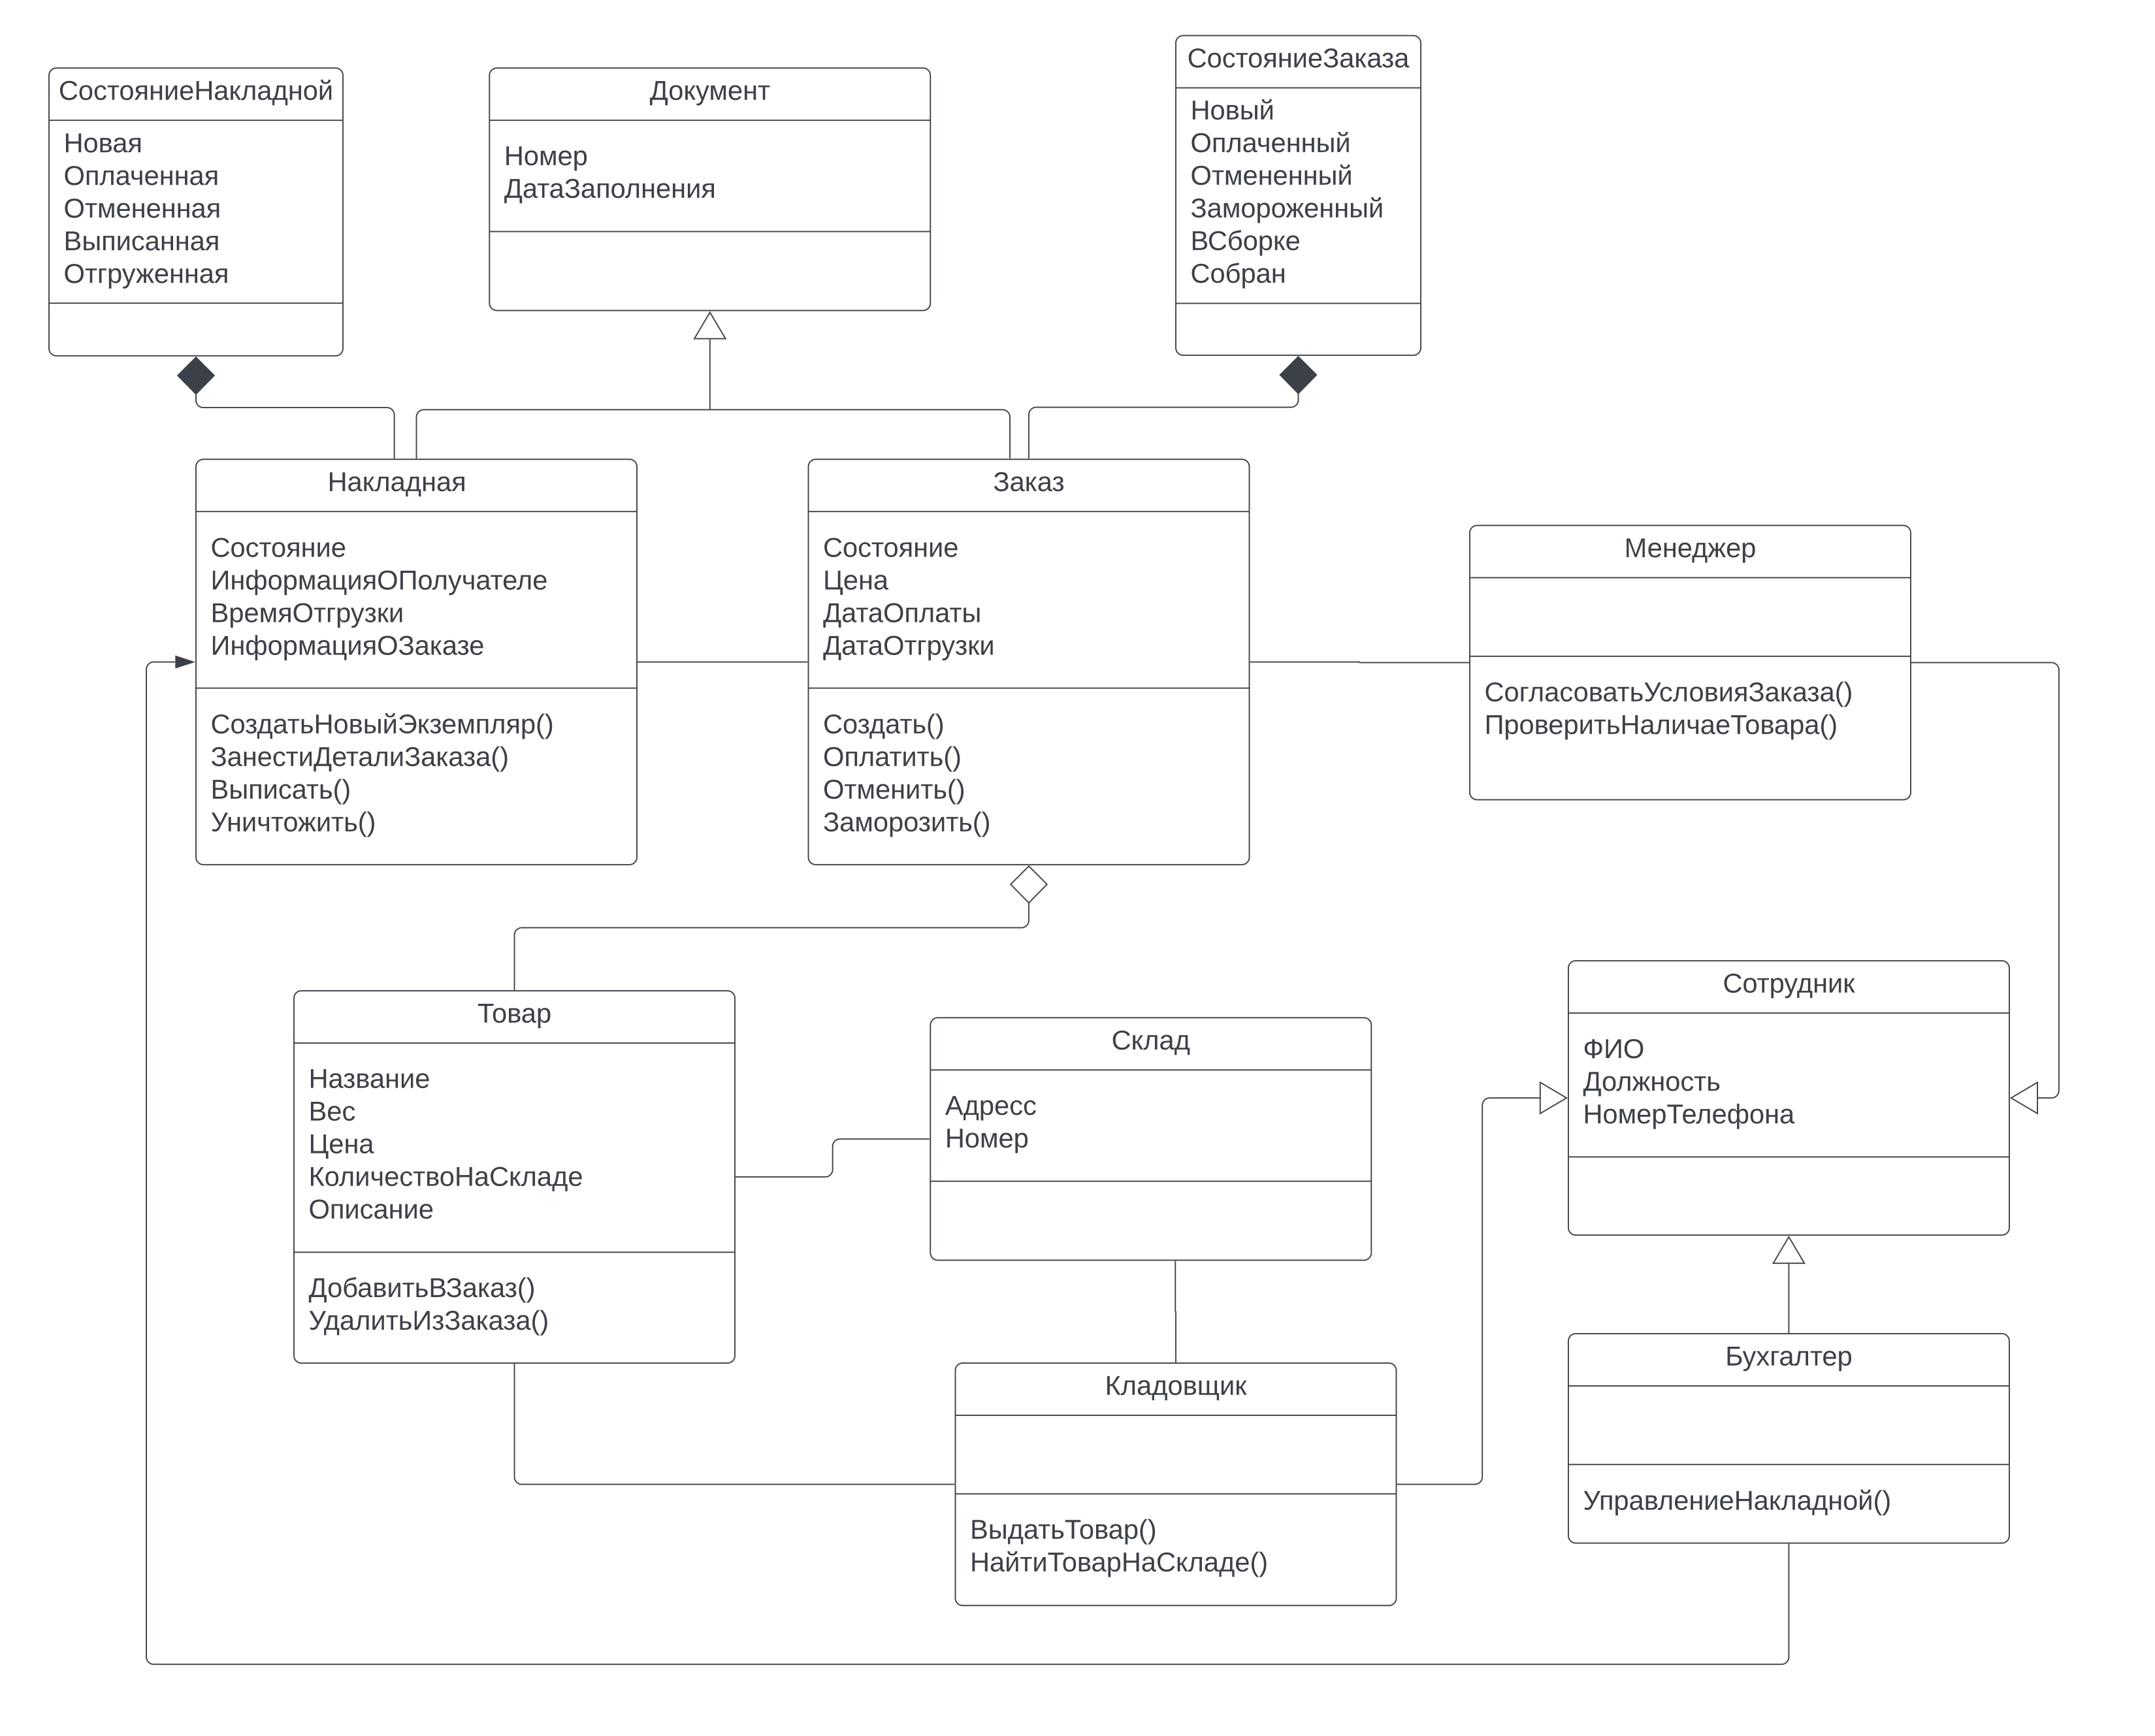 СостояниеНакладной
Новая
Оплаченная
Отмененная
Выписанная
Отгруженная
Документ
Номер
ДатаЗаполнения
СостояниеЗаказа
Новый
Оплаченный
Отмененный
Замороженный
ВСборке
Собран
Накладная
Состояние
ИнформацияОПолучателе
ВремяОтгрузки
ИнформацияОЗаказе
СоздатьНовыйЭкземпляр()
ЗанестиДеталиЗаказа()
Выписать()
Уничтожить()
Заказ
Состояние
Цена
ДатаОплаты
ДатаОтгрузки
Создать()
Оплатить()
Отменить()
Заморозить()
Менеджер
СогласоватьУсловияЗаказа()
ПроверитьНаличаеТовара()
Товар
Название
Вес
Цена
КоличествоНаСкладе
Описание
ДобавитьВЗаказ()
УдалитьИзЗаказа()
Склад
Адресс
Номер
Сотрудник
ФИО
Должность
НомерТелефона
Кладовщик
ВыдатьТовар()
НайтиТоварНаСкладе()
Бухгалтер
УправлениеНакладной()